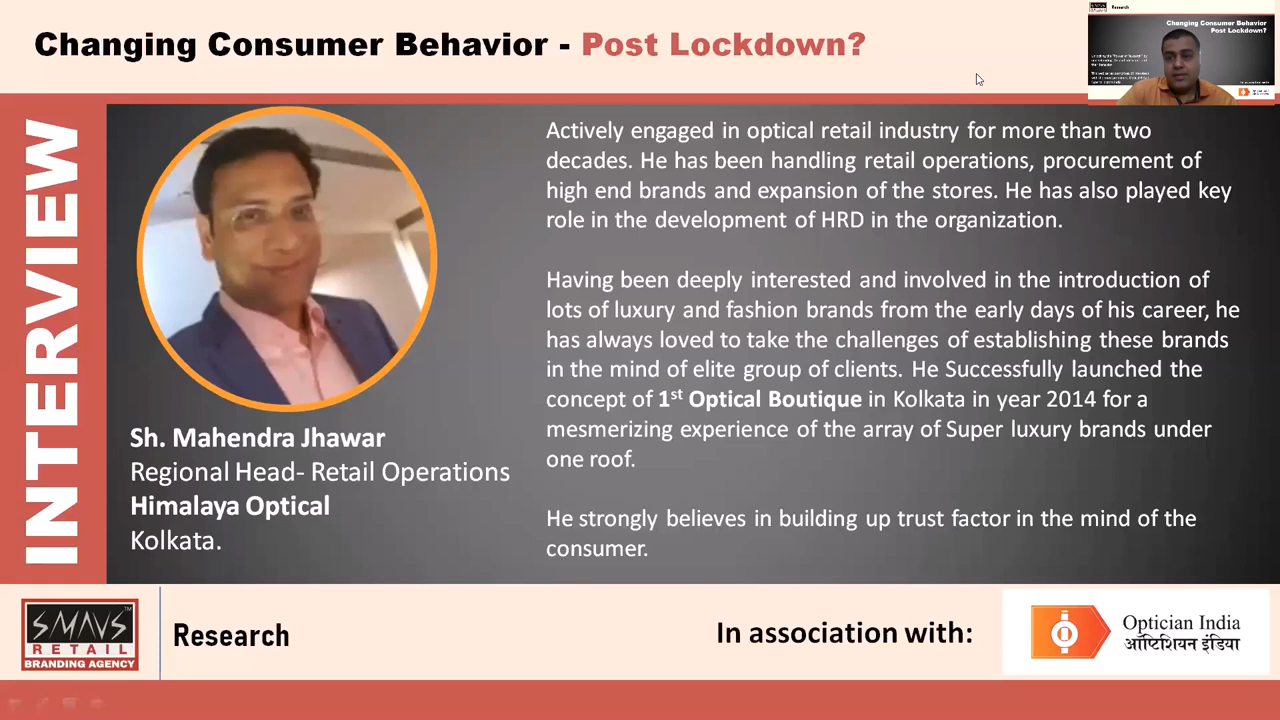 Changing Consumer Behavior - Post Lockdown?
Research
Changing Consumer Behavior
Post Lockdown?
INTERVIEW
Actively engaged in optical retail industry for more than two
decades. He has been handling retail operations, procurement of
high end brands and expansion of the stores. He has also played key
role in the development of HRD in the organization.
Having been deeply interested and involved in the introduction of
lots of luxury and fashion brands from the early days of his career, he
has always loved to take the challenges of establishing these brands
in the mind of elite group of clients. He Successfully launched the
concept of 1st Optical Boutique in Kolkata in year 2014 for a
mesmerizing experience of the array of Super luxury brands under
one roof.
He strongly believes in building up trust factor in the mind of the
consumer.
Sh. Mahendra Jhawar
Regional Head- Retail Operations
Himalaya Optical
Kolkata.
SMAVS™
RETAIL
BRANDING AGENCY
Research
In association with:
Optician India
ऑप्टिशियन इंडिया